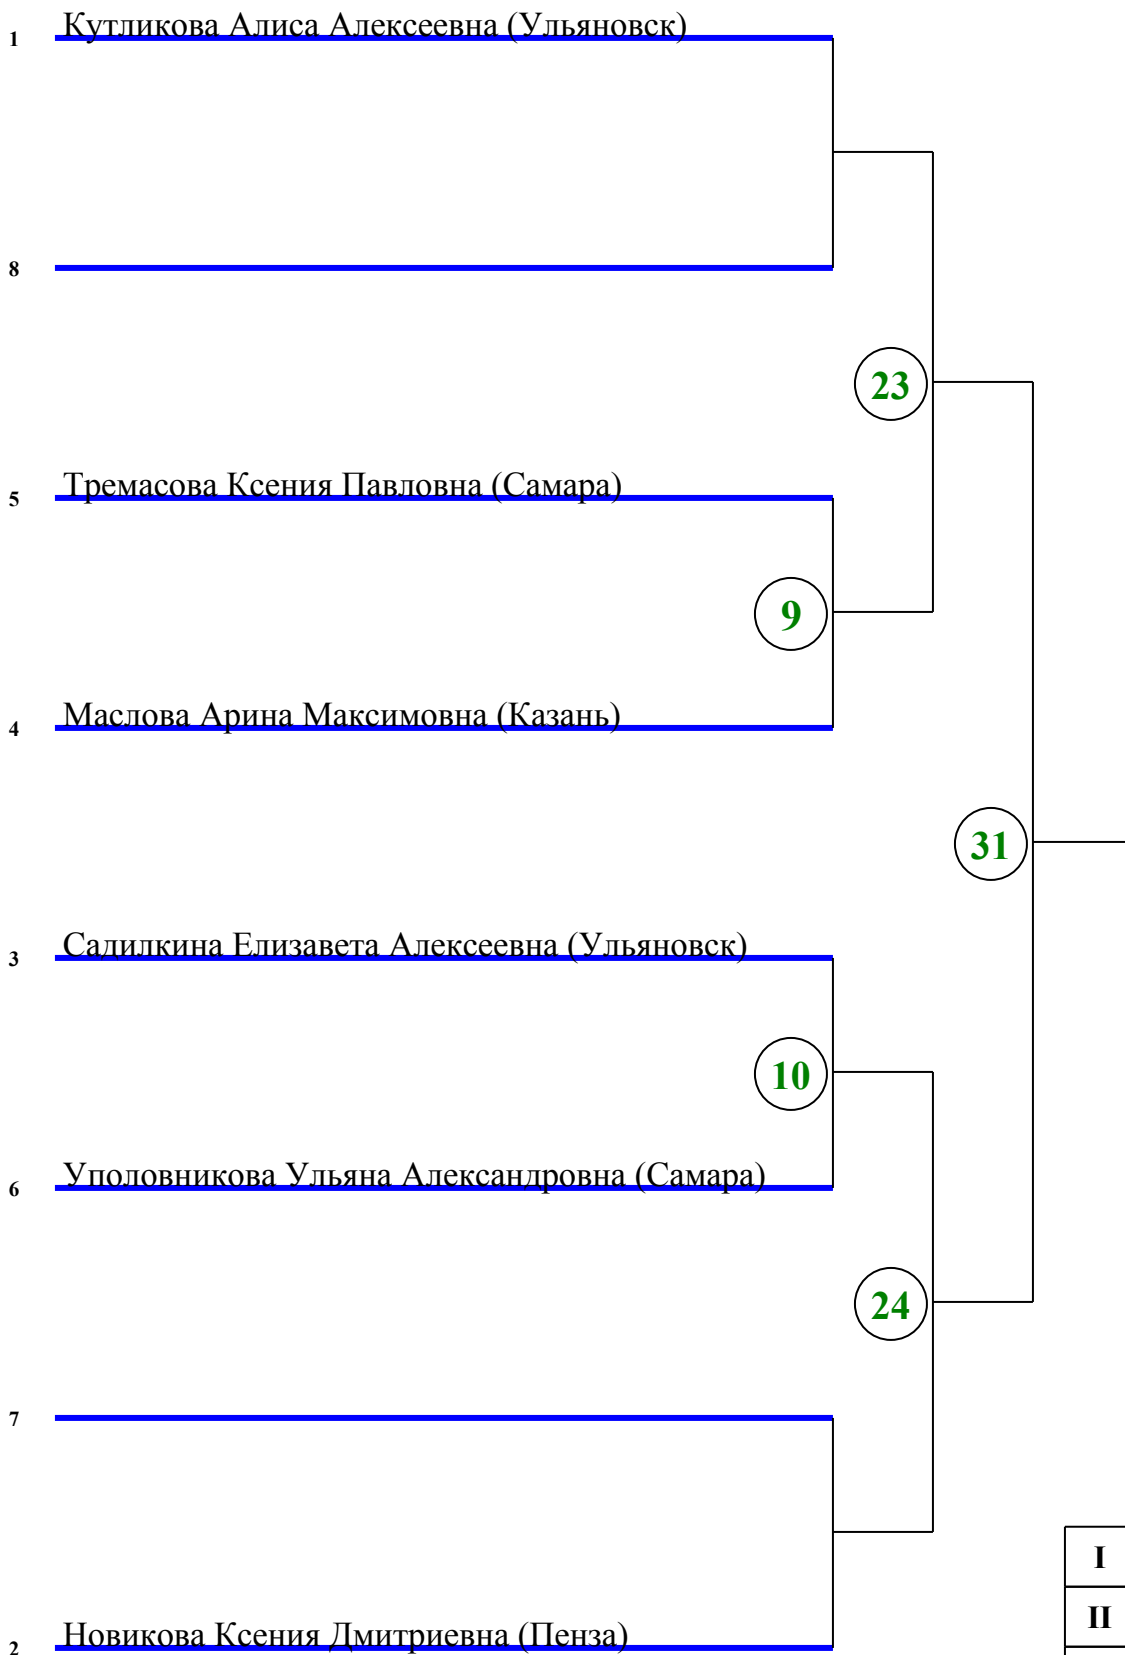 1 Кутликова Алиса Алексеевна (Ульяновск)
8
23
5 Тремасова Ксения Павловна (Самара)
9
4 Маслова Арина Максимовна (Казань)
31
3 Садилкина Елизавета Алексеевна (Ульяновск)
10
6 Уполовникова Ульяна Александровна (Самара)
24
7
I
II
2 Новикова Ксения Дмитриевна (Пенза)